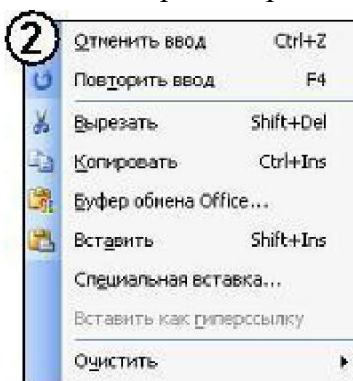 2
Отменить ввод Ctrl+Z
Повторить ввод F4
Вырезать Shift+Del
Копировать Ctrl+Ins
Буфер обмена Office...
Вставить Shift+Ins
Специальная вставка...
Вставить как гиперссылку
Очистить